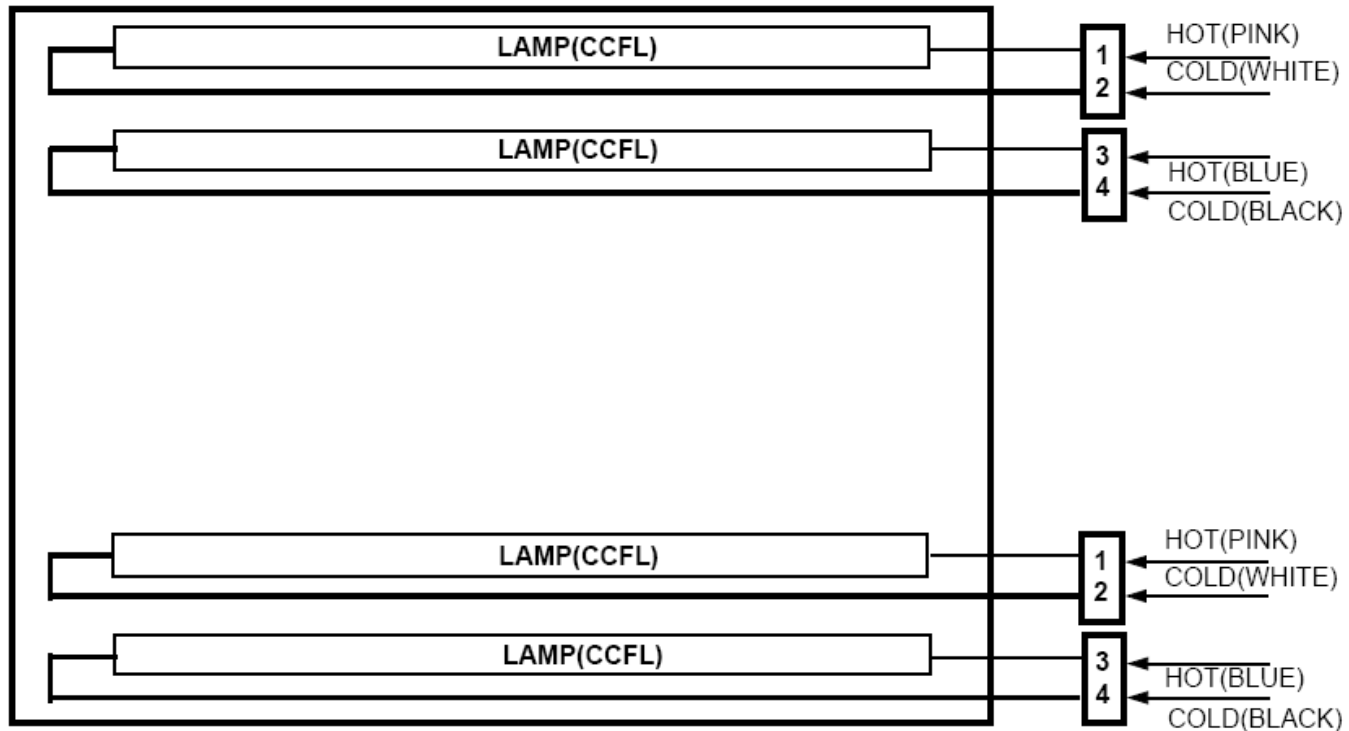 LAMP(CCFL)
1
HOT(PINK)
2
COLD(WHITE)
LAMP(CCFL)
3
4
HOT(BLUE)
COLD(BLACK)
LAMP(CCFL)
1
HOT(PINK)
2
COLD(WHITE)
LAMP(CCFL)
3
4
HOT(BLUE)
COLD(BLACK)